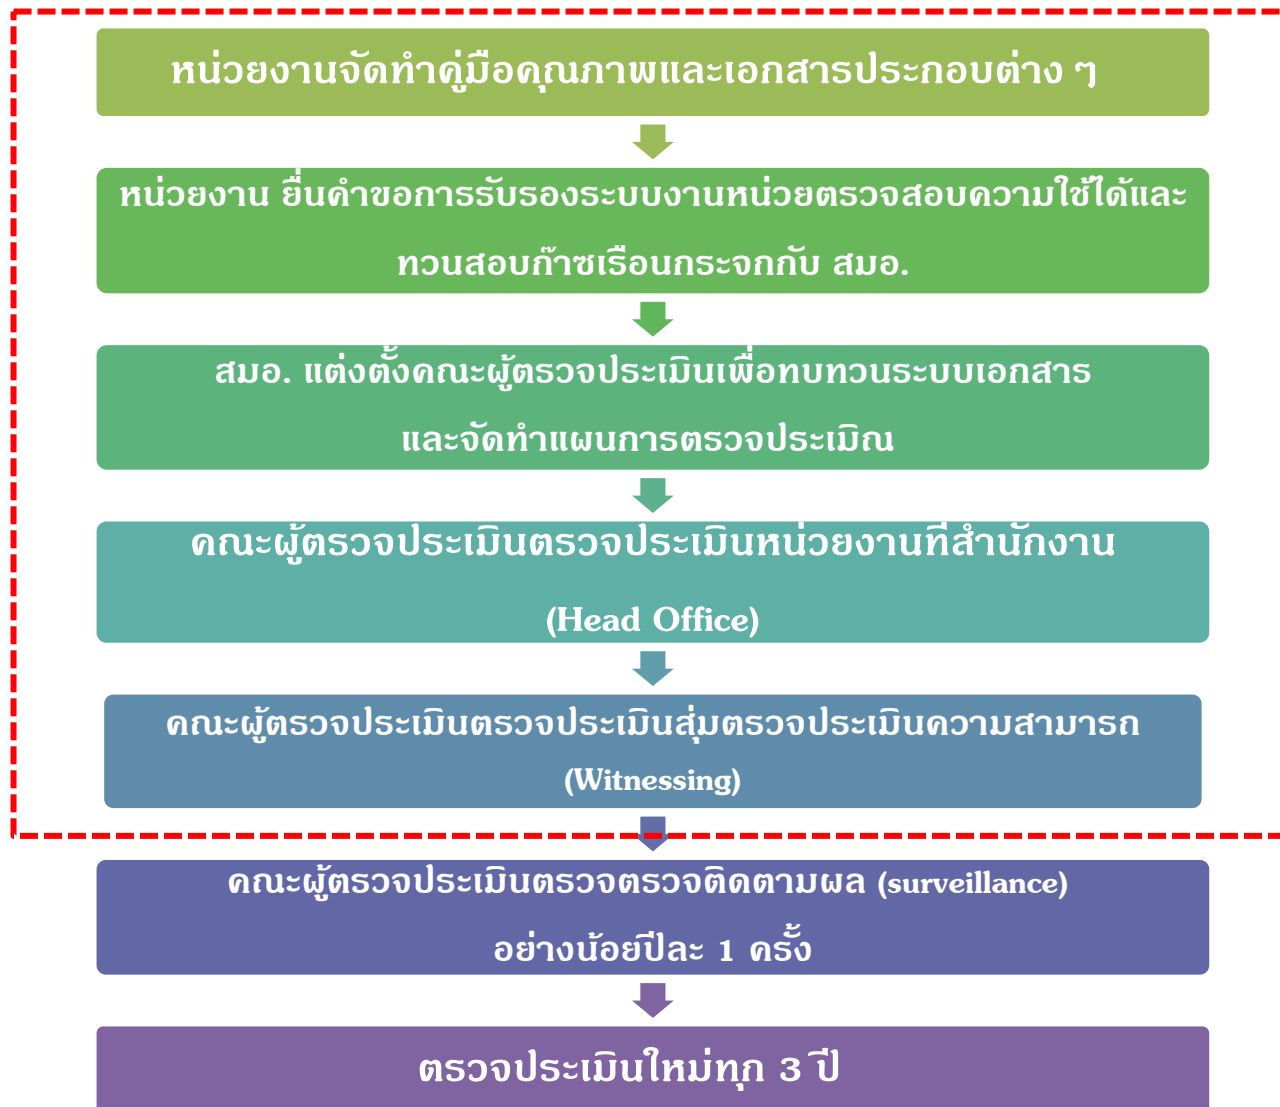 หน่วยงานจัดทำคู่มือคุณภาพและเอกสารประกอบต่าง ๆ
หน่วยงาน ยื่นคำขอการรับรองระบบงานหน่วยตรวจสอบความใช้ได้และ
ทวนสอบก๊าซเรือนกระจกกับ สมอ.
สมอ. แต่งตั้งคณะผู้ตรวจประเมินเพื่อทบทวนระบบเอกสาร
และจัดทำแผนการตรวจประเมิณ
คณะผู้ตรวจประเมินตรวจประเมินหน่วยงานที่สำนักงาน
(Head Office)
คณะผู้ตรวจประเมินตรวจประเมินสุ่มตรวจประเมินความสามารถ
(Witnessing)
คณะผู้ตรวจประเมินตรวจตรวจติดตามผล (surveillance)
อย่างน้อยปีละ 1 ครั้ง
ตรวจประเมินใหม่ทุก 3 ปี